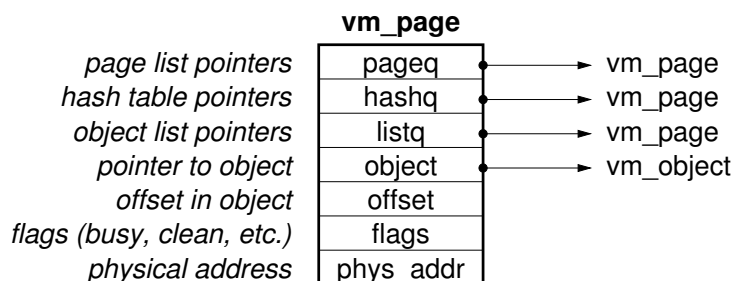 vm_page
page list pointers pageq vm_page
hash table pointers hashq vm_page
object list pointers listq vm_page
pointer to object object vm_object
offset in object offset
flags (busy, clean, etc.) flags
physical address phys_addr